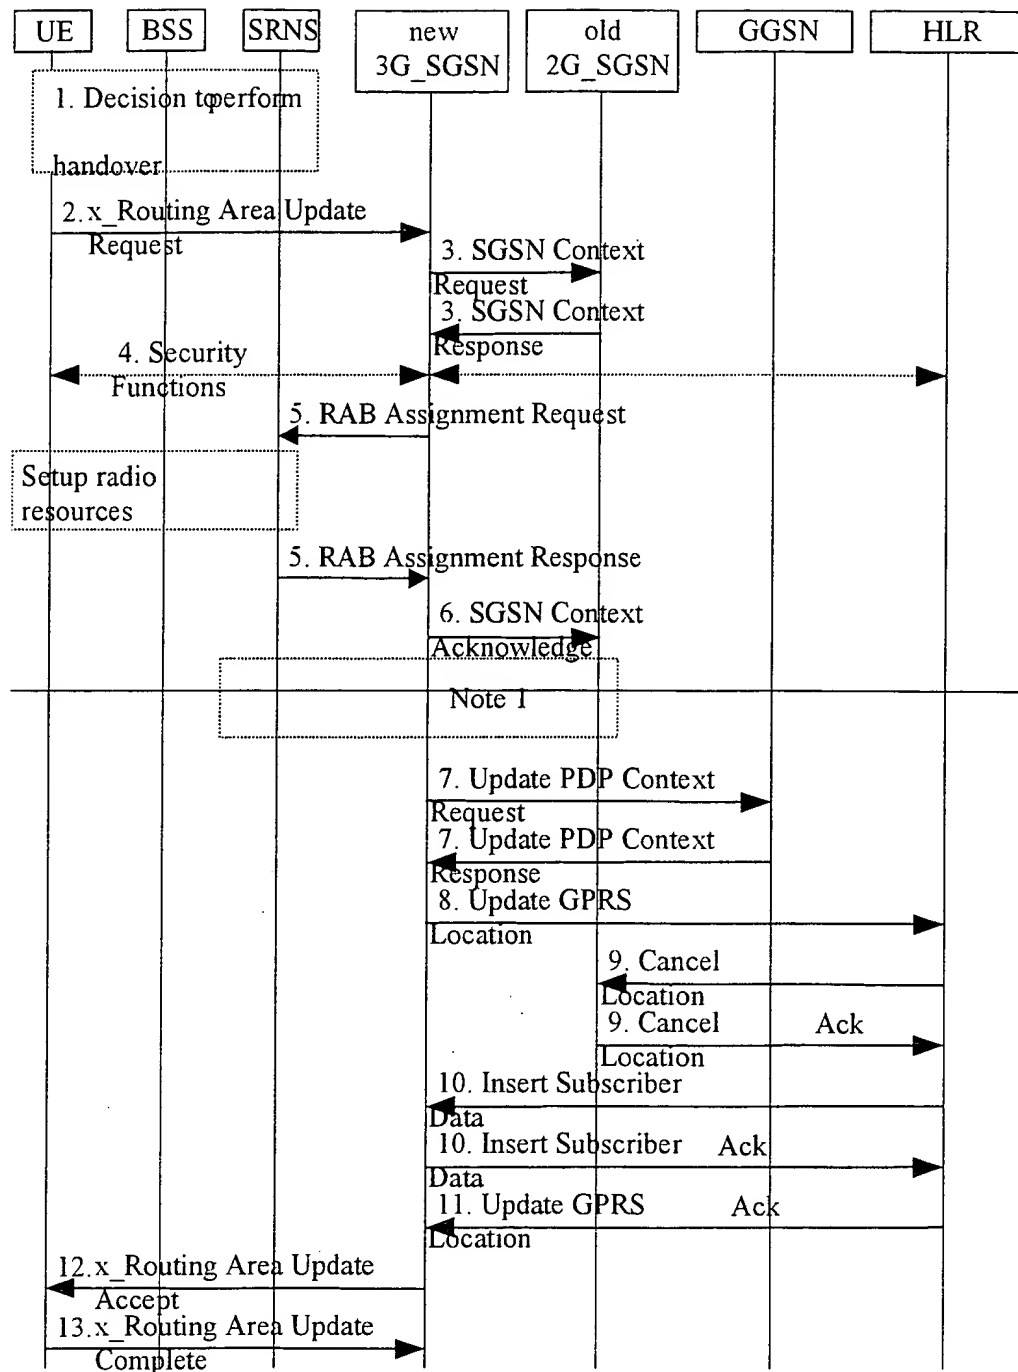 UE
BSS
SRNS
new
3G_SGSN
old
2G_SGSN
GGSN
HLR
1. Decision to perform
handover
2. x_Routing Area Update
Request
3. SGSN Context
Request
3. SGSN Context
Response
4. Security
Functions
5. RAB Assignment Request
Setup radio
resources
5. RAB Assignment Response
6. SGSN Context
Acknowledge
Note 1
7. Update PDP Context
Request
7. Update PDP Context
Response
8. Update GPRS
Location
9. Cancel
Location
9. Cancel Ack
Location
10. Insert Subscriber
Data
10. Insert Subscriber Ack
Data
11. Update GPRS Ack
Location
12. x_Routing Area Update
Accept
13. x_Routing Area Update
Complete